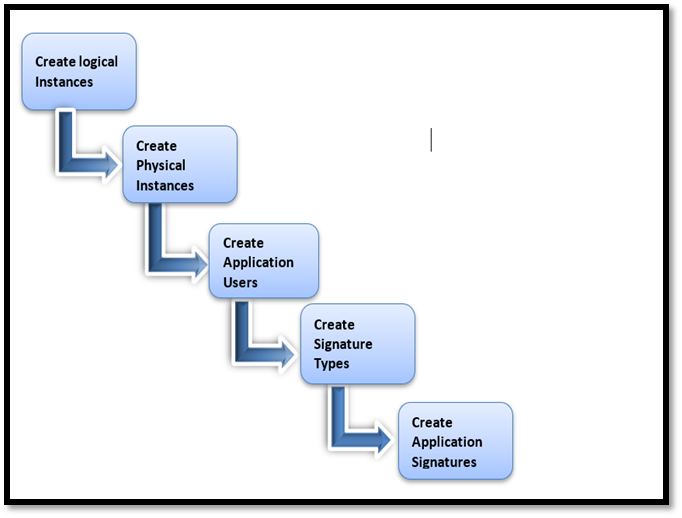 Create logical
Instances
Create
Physical
Instances
Create
Application
Users
Create
Signature
Types
Create
Application
Signatures